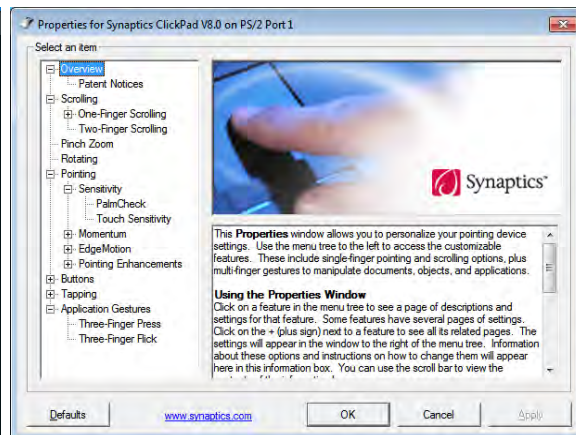 Properties for Synaptics ClickPad V8.0 on PS/2 Port 1
Select an item
Overview
Patent Notices
Scrolling
One-Finger Scrolling
Two-Finger Scrolling
Pinch Zoom
Rotating
Pointing
Sensitivity
PalmCheck
Touch Sensitivity
Momentum
EdgeMotion
Pointing Enhancements
Buttons
Tapping
Application Gestures
Three-Finger Press
Three-Finger Flick
Synaptics™
This Properties window allows you to personalize your pointing device
settings. Use the menu tree to the left to access the customizable
features. These include single-finger pointing and scrolling options, plus
multi-finger gestures to manipulate documents, objects, and applications.
Using the Properties Window
Click on a feature in the menu tree to see a page of descriptions and
settings for that feature. Some features have several pages of settings.
Click on the + (plus sign) next to a feature to see all its related pages. The
settings will appear in the window to the right of the menu tree. Information
about these options and instructions on how to change them will appear
here in this information box. You can use the scroll bar to view the
Defaults
www.synaptics.com
OK
Cancel
Apply